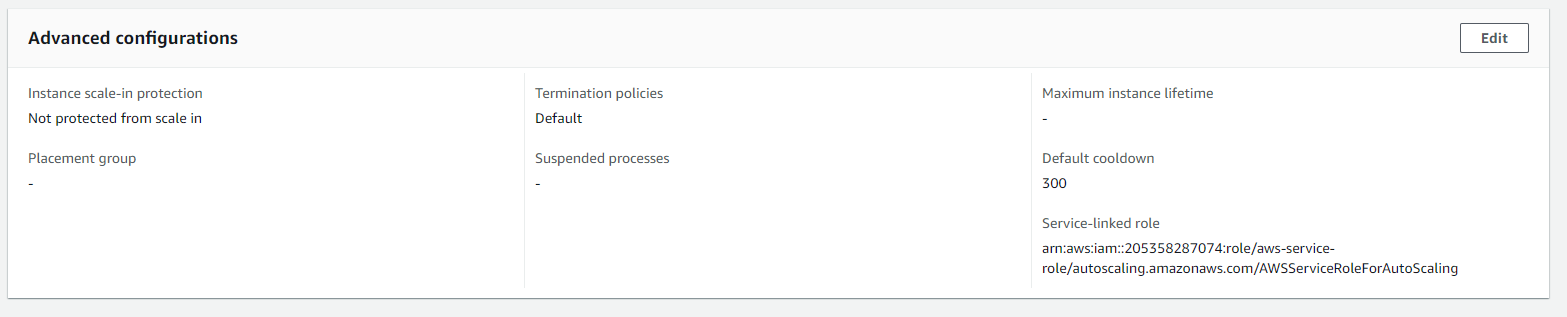 Advanced configurations
Edit
Instance scale-in protection
Not protected from scale in
Placement group
-
Termination policies
Default
Suspended processes
-
Maximum instance lifetime
-
Default cooldown
300
Service-linked role
arn:aws:iam::205358287074:role/aws-service-
role/autoscaling.amazonaws.com/AWSServiceRoleForAutoScaling